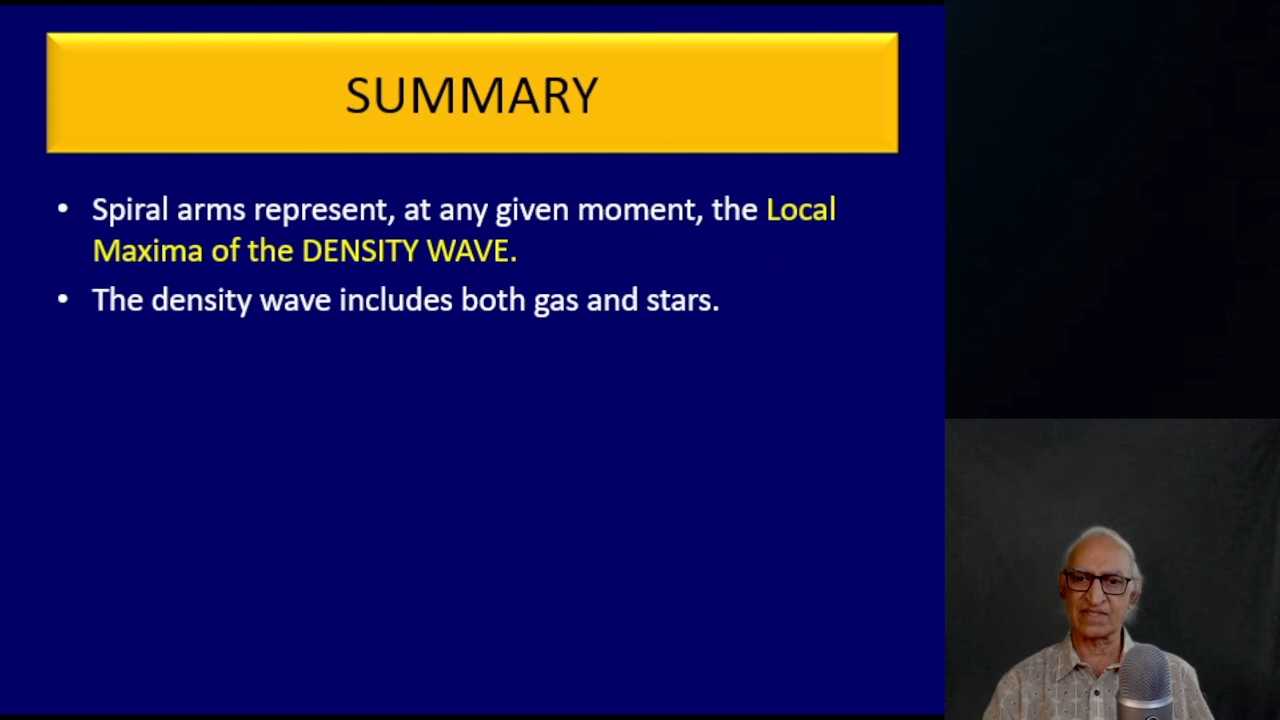 SUMMARY
• Spiral arms represent, at any given moment, the Local
Maxima of the DENSITY WAVE.
• The density wave includes both gas and stars.